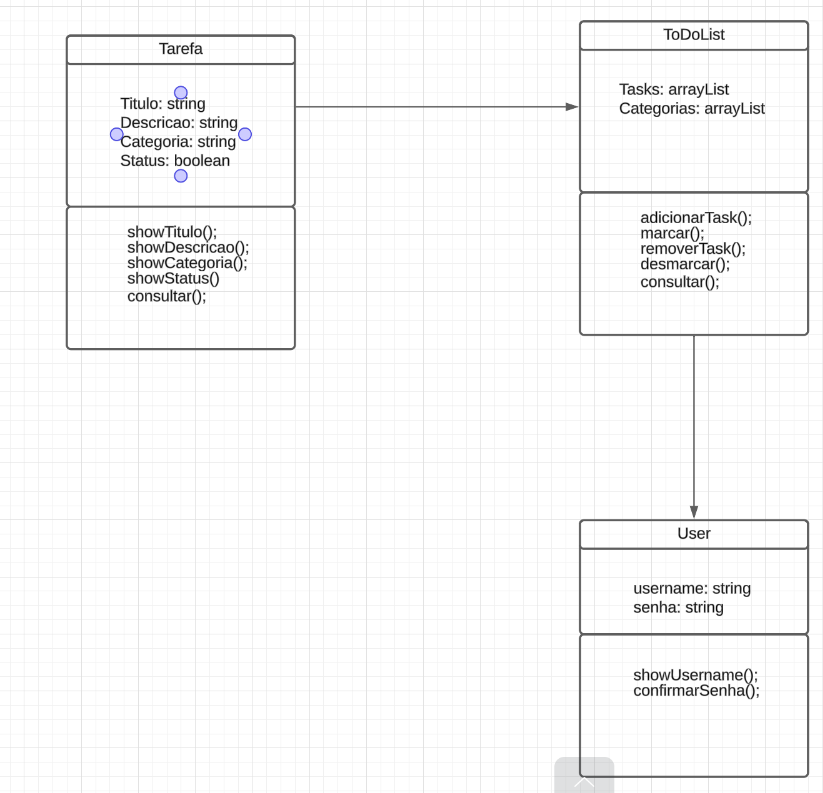 Tarefa
Titulo: string
Descricao: string
Categoria: string
Status: boolean
showTitulo();
showDescricao();
showCategoria();
showStatus()
consultar();
ToDoList
Tasks: arrayList
Categorias: arrayList
adicionarTask();
marcar();
removerTask();
desmarcar();
consultar();
User
username: string
senha: string
showUsername();
confirmarSenha();